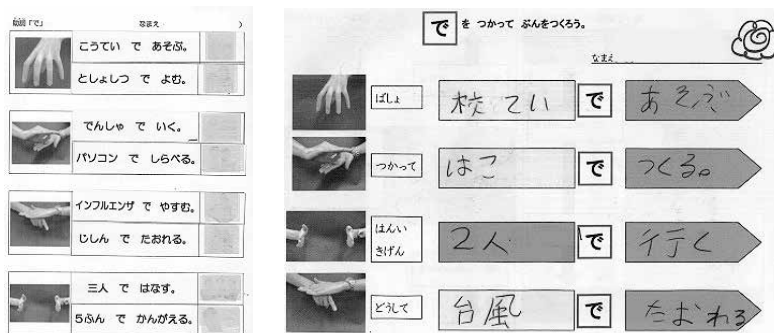 助詞「で」 なまえ )
こうてい で あそぶ。
としょしつ で よむ。
でんしゃ で いく。
パソコン で しらべる。
インフルエンザ で やすむ。
じしん で たおれる。
三人 で はなす。
5ふん で かんがえる。
で を つかって ぶんをつくろう。
なまえ
ばしょ 校てい で あそぶ
つかって はこ で つくる。
はんい
きげん
2人 で 行く
どうして 台風 で たおれる